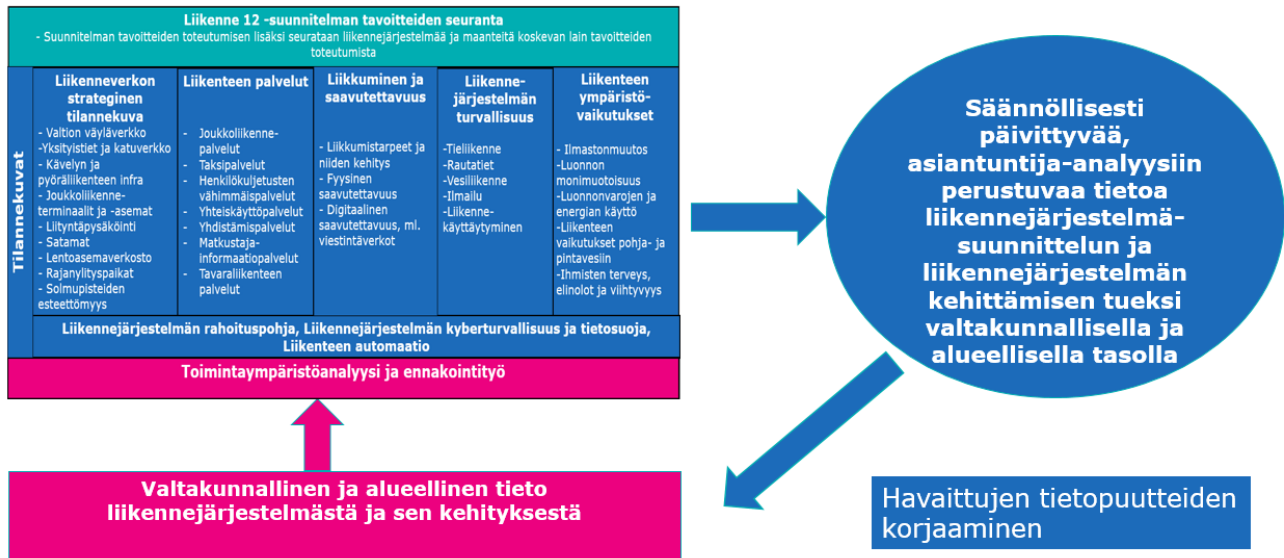 Liikenne 12 -suunnitelman tavoitteiden seuranta
- Suunnitelman tavoitteiden toteutumisen lisäksi seurataan liikennejärjestelmää ja maanteitä koskevan lain tavoitteiden
toteutumista
Tilannekuvat
Liikenneverkon
strateginen
tilannekuva
- Valtion väyläverkko
-Yksityistiet ja katuverkko
- Kävelyn ja
pyöräliikenteen infra
- Joukkoliikenne-
terminaalit ja -asemat
- Liityntäpysäköinti
- Satamat
- Lentoasemaverkosto
- Rajanylityspaikat
- Solmupisteiden
esteettömyys
Liikenteen palvelut
- Joukkoliikenne-
palvelut
- Taksipalvelut
- Henkilökuljetusten
vähimmäispalvelut
- Yhteiskäyttöpalvelut
- Yhdistämispalvelut
- Matkustaja-
informaatiopalvelut
- Tavaraliikenteen
palvelut
Liikkuminen ja
saavutettavuus
- Liikkumistarpeet ja
niiden kehitys
- Fyysinen
saavutettavuus
- Digitaalinen
saavutettavuus, ml.
viestintäverkot
Liikenne-
järjestelmän
turvallisuus
-Tieliikenne
-Rautatiet
-Vesiliikenne
-Ilmailu
-Liikenne-
käyttäytyminen
Liikenteen
ympäristö-
vaikutukset
- Ilmastonmuutos
-Luonnon
monimuotoisuus
-Luonnonvarojen ja
energian käyttö
-Liikenteen
vaikutukset pohja- ja
pintavesiin
-Ihmisten terveys,
elinolot ja viihtyvyys
Liikennejärjestelmän rahoituspohja, Liikennejärjestelmän kyberturvallisuus ja tietosuoja,
Liikenteen automaatio
Toimintaympäristöanalyysi ja ennakointityö
Valtakunnallinen ja alueellinen tieto
liikennejärjestelmästä ja sen kehityksestä
Säännöllisesti
päivittyvää,
asiantuntija-analyysiin
perustuvaa tietoa
liikennejärjestelmä-
suunnittelun ja
liikennejärjestelmän
kehittämisen tueksi
valtakunnallisella ja
alueellisella tasolla
Havaittujen tietopuutteiden
korjaaminen